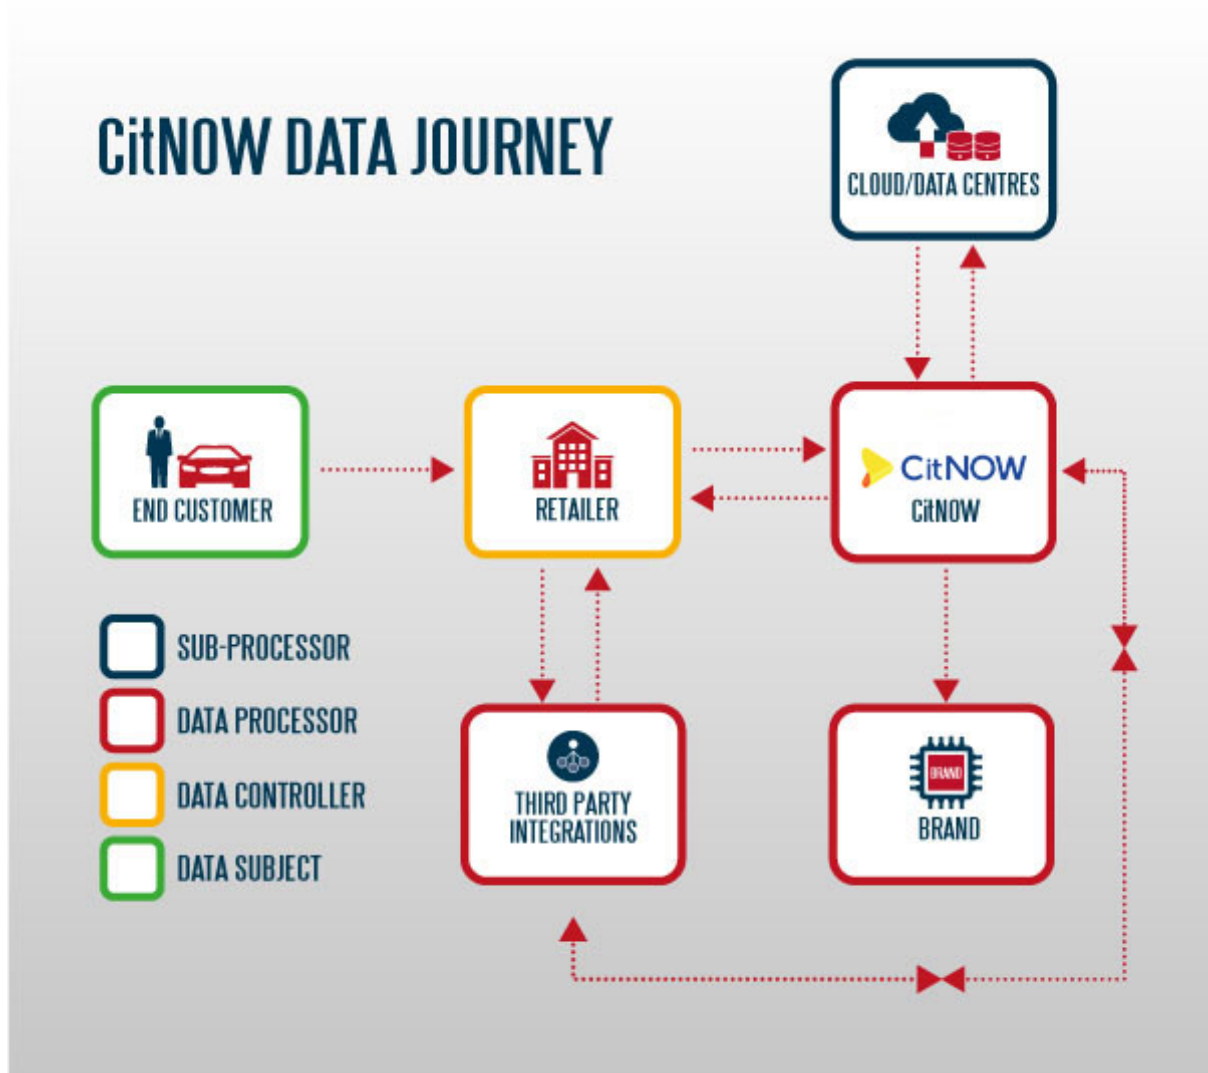 CitNOW DATA JOURNEY
CLOUD/DATA CENTRES
END CUSTOMER
RETAILER
CitNOW
CitNOW
SUB-PROCESSOR
DATA PROCESSOR
DATA CONTROLLER
DATA SUBJECT
THIRD PARTY
INTEGRATIONS
BRAND
BRAND